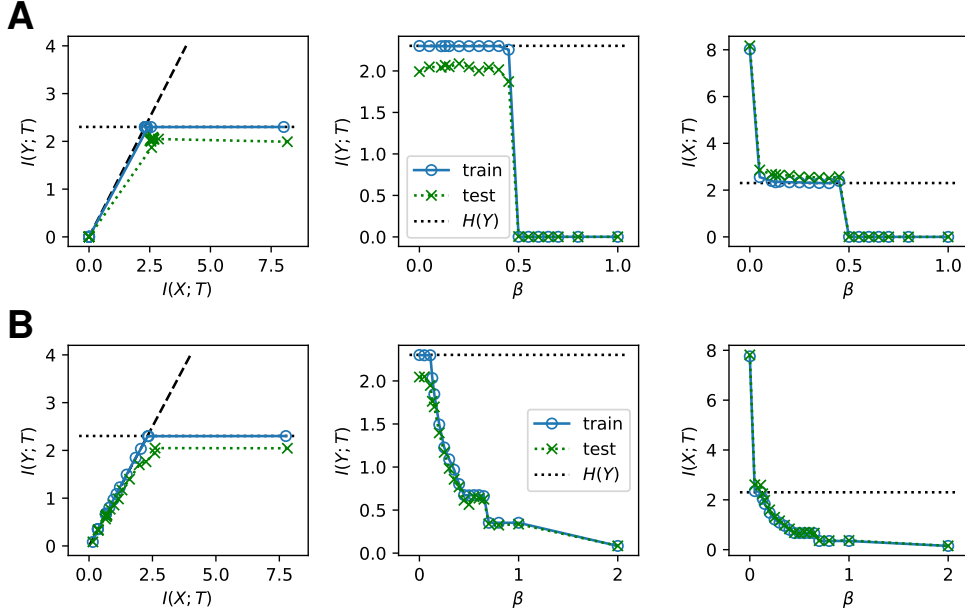 A
4
3
2
1
0
I(Y; T)
0.0
2.5
5.0
7.5
I(X; T)
2.0
1.5
1.0
0.5
0.0
I(Y; T)
train
test
H(Y)
0.0
0.5
1.0
β
8
6
4
2
0
I(X; T)
0.0
0.5
1.0
β
B
4
3
2
1
0
I(Y; T)
0.0
2.5
5.0
7.5
I(X; T)
2.0
1.5
1.0
0.5
0.0
I(Y; T)
train
test
H(Y)
0
1
2
β
8
6
4
2
0
I(X; T)
0
1
2
β